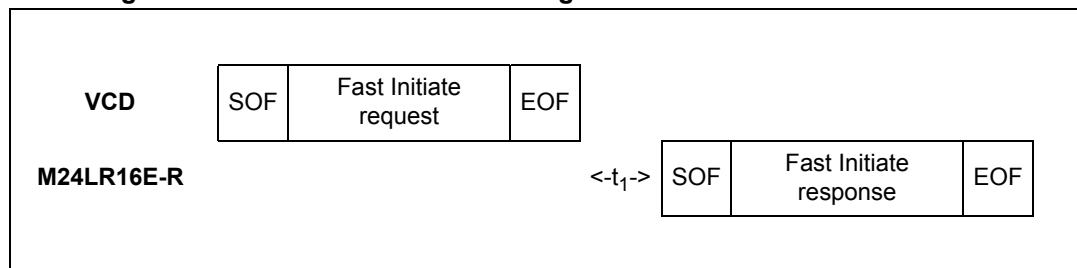 VCD SOF Fast Initiate request EOF
M24LR16E-R <-t1-> SOF Fast Initiate response EOF